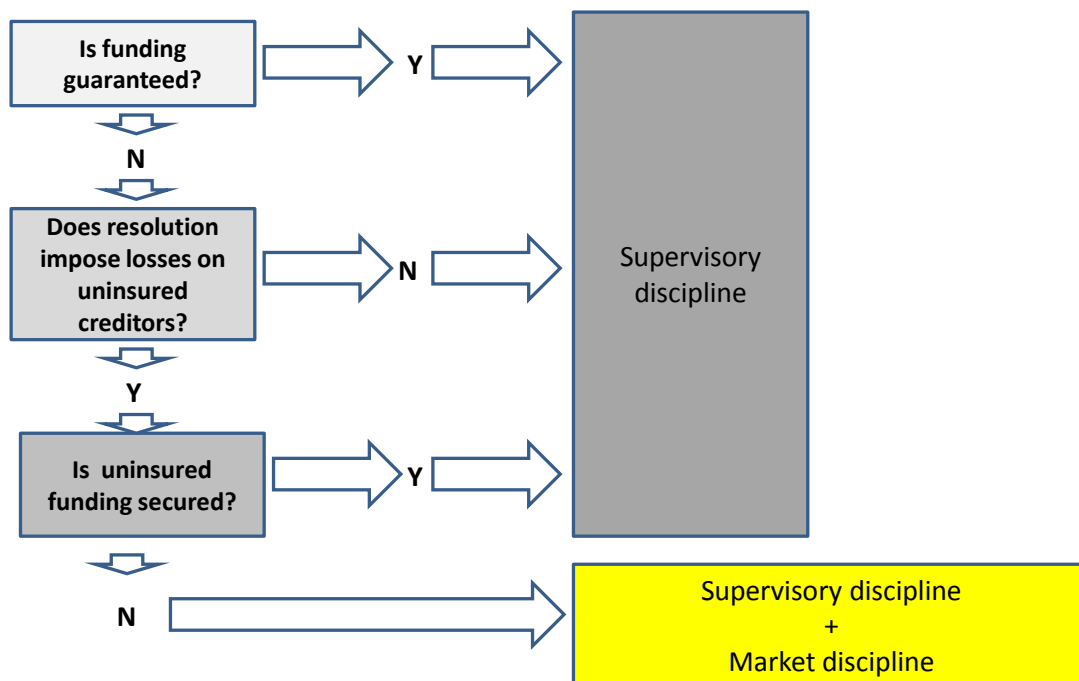 Is funding
guaranteed?
Y
N
Does resolution
impose losses on
uninsured
creditors?
N
Supervisory
discipline
Y
Is uninsured
funding secured?
Y
N
Supervisory discipline
+
Market discipline